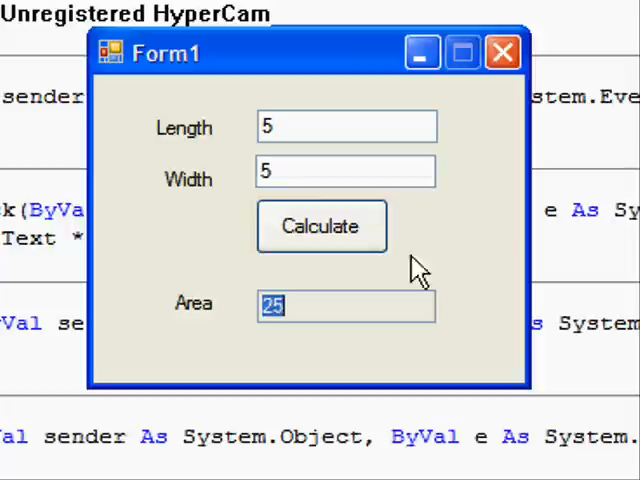 Unregistered HyperCam
Form1
sender
stem.Eve
Length 5
Width 5
k(ByVa
e As Sy
Text *
Calculate
Area 25
Val se
s System
al sender As System.Object, ByVal e As System.